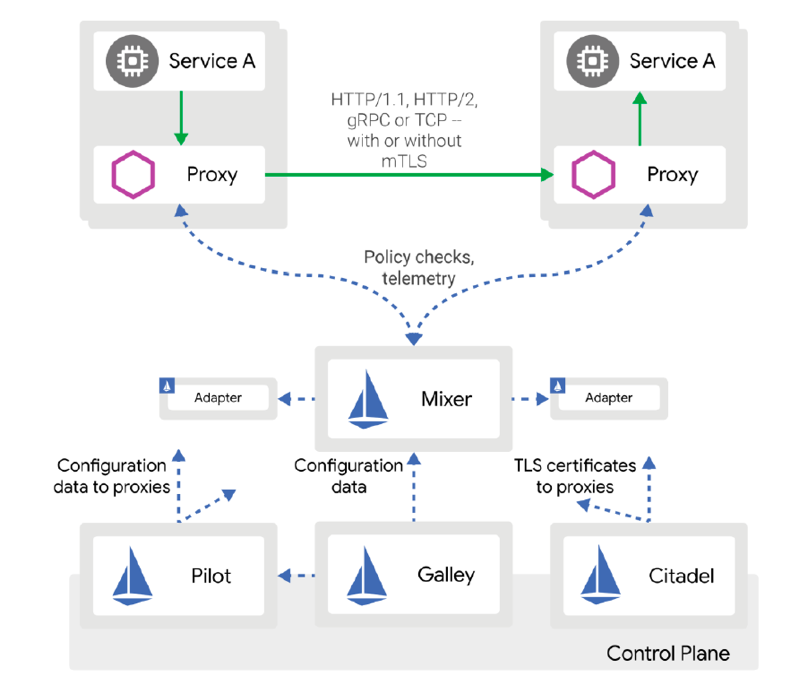 Service A
Service A
HTTP/1.1, HTTP/2,
gRPC or TCP --
with or without
mTLS
Proxy
Proxy
Policy checks,
telemetry
Mixer
Adapter
Adapter
Configuration
data to proxies
Configuration
data
TLS certificates
to proxies
Pilot
Galley
Citadel
Control Plane